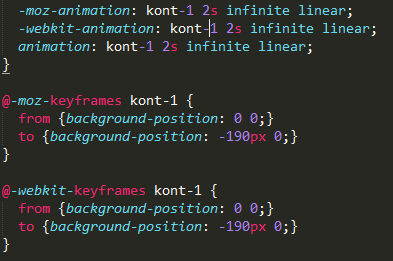 -moz-animation: kont-1 2s infinite linear;
-webkit-animation: kont-1 2s infinite linear;
animation: kont-1 2s infinite linear;
}
@-moz-keyframes kont-1 {
from {background-position: 0 0;}
to {background-position: -190px 0;}
}
@-webkit-keyframes kont-1 {
from {background-position: 0 0;}
to {background-position: -190px 0;}
}